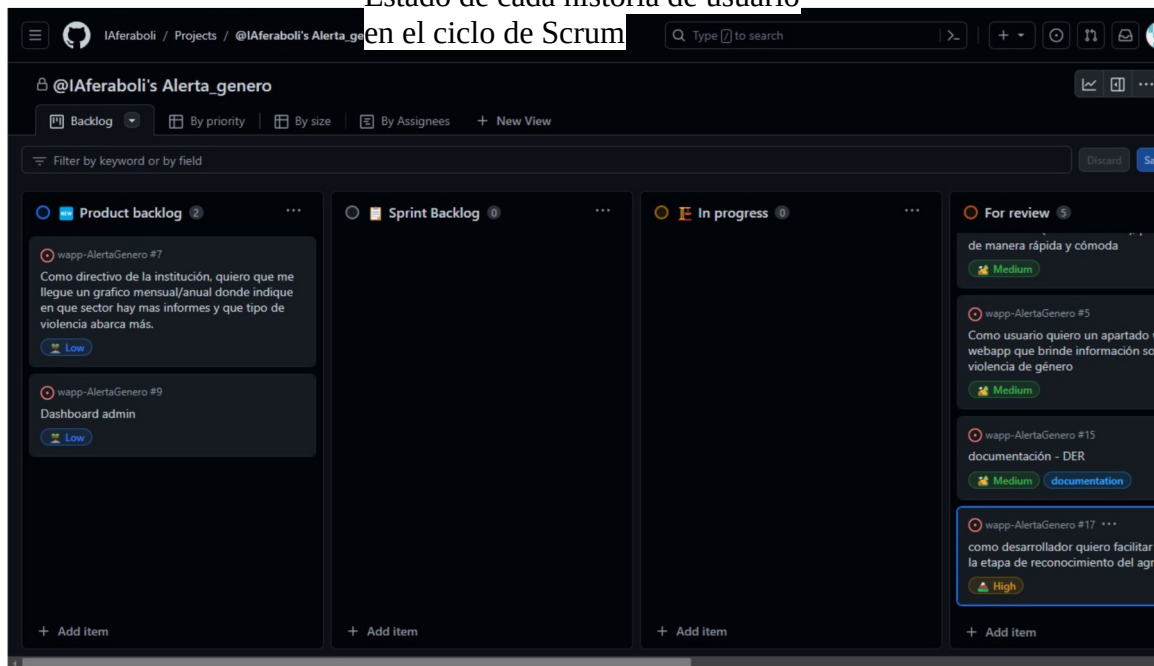 Estado de cada historia de usuario
en el ciclo de Scrum
IAferaboli / Projects / @IAferaboli's Alerta_ge
Type / to search
@IAferaboli's Alerta_genero
Backlog
By priority
By size
By Assignees
+ New View
Filter by keyword or by field
Discard
Sa
Product backlog 2
wapp-AlertaGenero #7
Como directivo de la institución, quiero que me
llegue un grafico mensual/anual donde indique
en que sector hay mas informes y que tipo de
violencia abarca más.
Low
wapp-AlertaGenero #9
Dashboard admin
Low
+ Add item
Sprint Backlog 0
+ Add item
In progress 0
+ Add item
For review 5
de manera rápida y cómoda
Medium
wapp-AlertaGenero #5
Como usuario quiero un apartado
webapp que brinde información so
violencia de género
Medium
wapp-AlertaGenero #15
documentación - DER
Medium documentation
wapp-AlertaGenero #17
como desarrollador quiero facilitar
la etapa de reconocimiento del agr
High
+ Add item